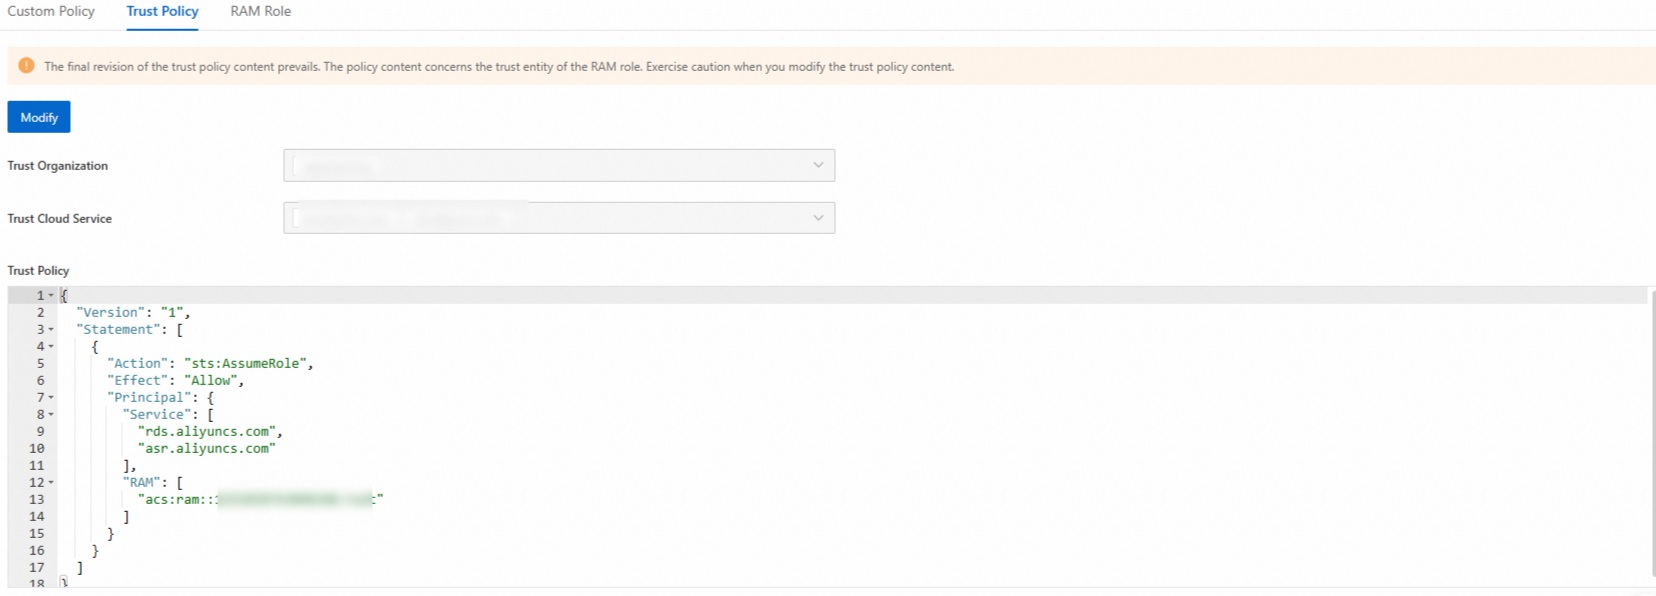 Custom Policy Trust Policy RAM Role
The final revision of the trust policy content prevails. The policy content concerns the trust entity of the RAM role. Exercise caution when you modify the trust policy content.
Modify
Trust Organization
Trust Cloud Service
Trust Policy
1 {
2 "Version": "1",
3 "Statement": [
4 {
5 "Action": "sts:AssumeRole",
6 "Effect": "Allow",
7 "Principal": {
8 "Service": [
9 "rds.aliyuncs.com",
10 "asr.aliyuncs.com"
11 ],
12 "RAM": [
13 "acs:ram::
14 ]
15 }
16 }
17 ]
18 }